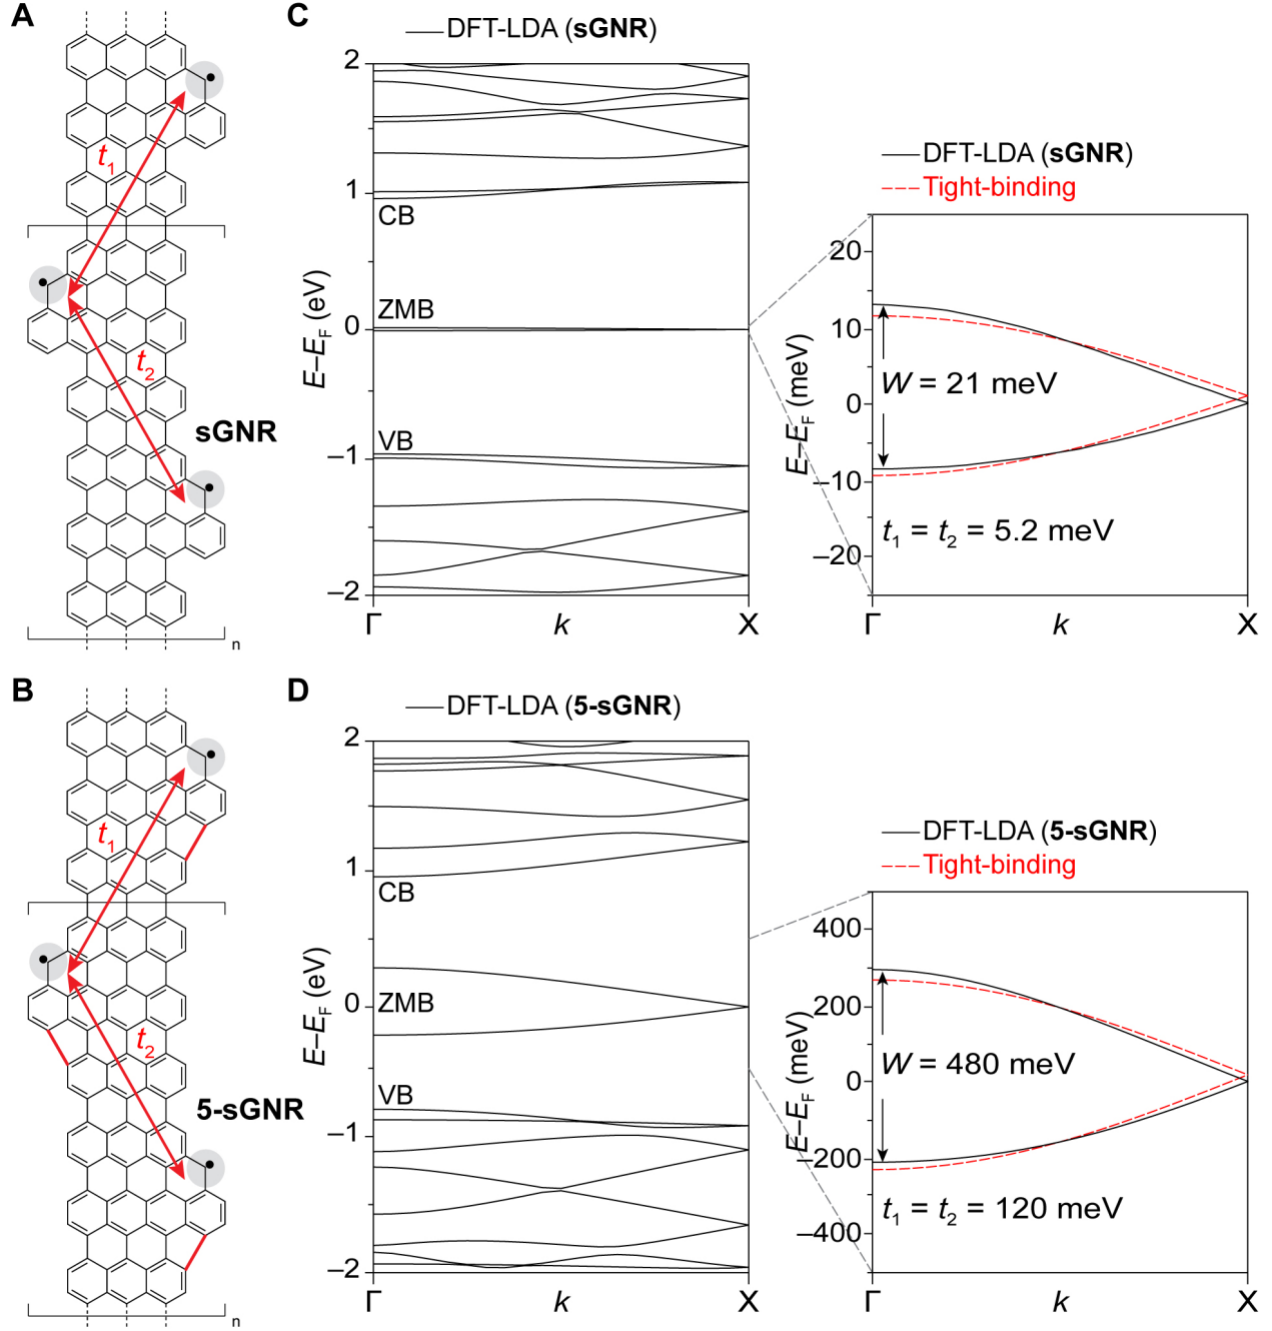 A
t1
t2
sGNR
n
C
DFT-LDA (sGNR)
2
1
0
−1
−2
E–EF (eV)
CB
ZMB
VB
Γ
k
X
DFT-LDA (sGNR)
Tight-binding
20
10
0
−10
−20
E–EF (meV)
W = 21 meV
t1 = t2 = 5.2 meV
Γ
k
X
B
t1
t2
5-sGNR
n
D
DFT-LDA (5-sGNR)
2
1
0
−1
−2
E–EF (eV)
CB
ZMB
VB
Γ
k
X
DFT-LDA (5-sGNR)
Tight-binding
400
200
0
−200
−400
E–EF (meV)
W = 480 meV
t1 = t2 = 120 meV
Γ
k
X